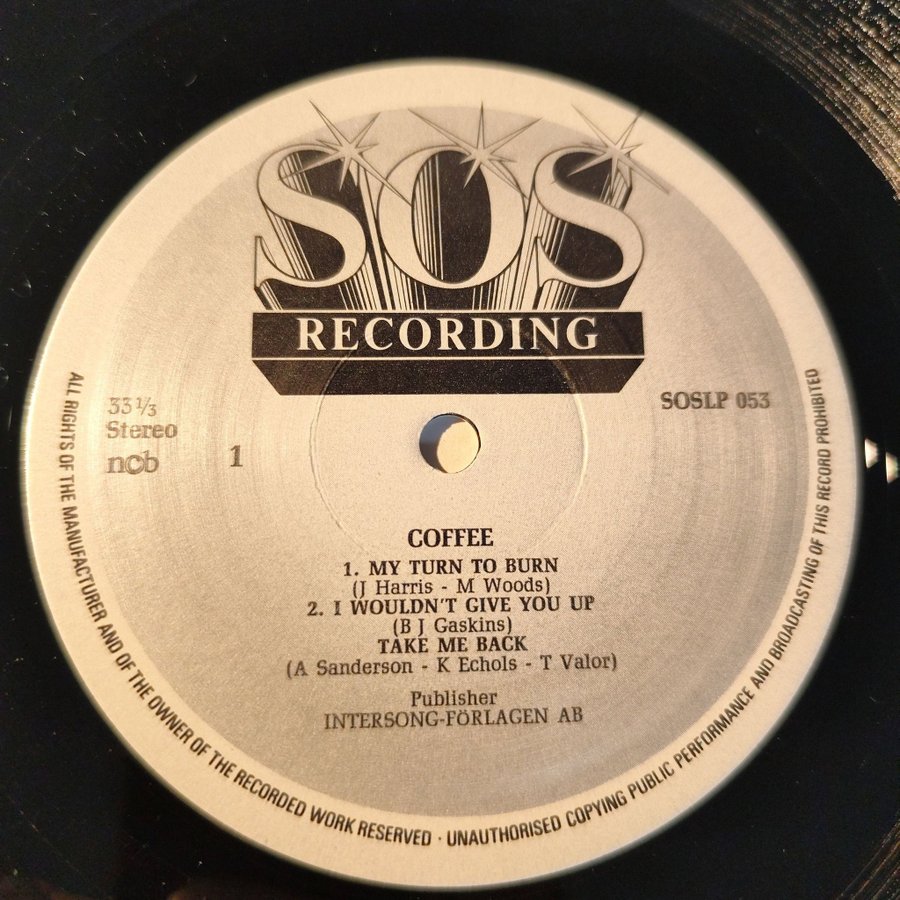 SOS
RECORDING
33 1/3
Stereo
ncb
1
SOSLP 053
COFFEE
1. MY TURN TO BURN
(J Harris - M Woods)
2. I WOULDN'T GIVE YOU UP
(B J Gaskins)
TAKE ME BACK
(A Sanderson - K Echols - T Valor)
Publisher
INTERSONG-FÖRLAGEN AB
ALL RIGHTS OF THE MANUFACTURER AND OF THE OWNER OF THE RECORDED WORK RESERVED · UNAUTHORISED COPYING PUBLIC PERFORMANCE AND BROADCASTING OF THIS RECORD PROHIBITED